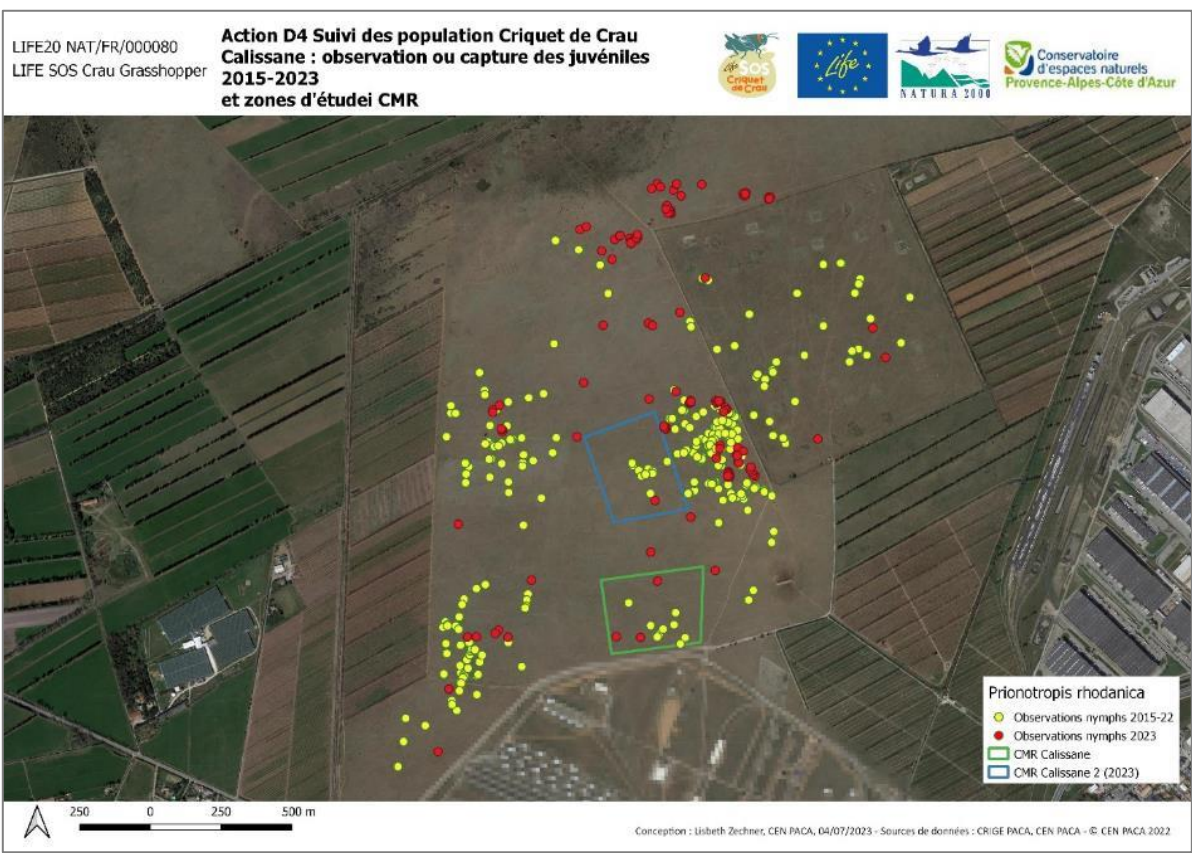 LIFE20 NAT/FR/000080
LIFE SOS Crau Grasshopper
Action D4 Suivi des population Criquet de Crau
Calissane : observation ou capture des juvéniles
2015-2023
et zones d'étudei CMR
Life SOS
Criquet
de Crau
Life
NATURA 2000
Conservatoire
d'espaces naturels
Provence-Alpes-Côte d'Azur
Prionotropis rhodanica
Observations nymphs 2015-22
Observations nymphs 2023
CMR Calissane
CMR Calissane 2 (2023)
250 0 250 500 m
Conception : Lisbeth Zechner, CEN PACA, 04/07/2023 - Sources de données : CRIGE PACA, CEN PACA - © CEN PACA 2022